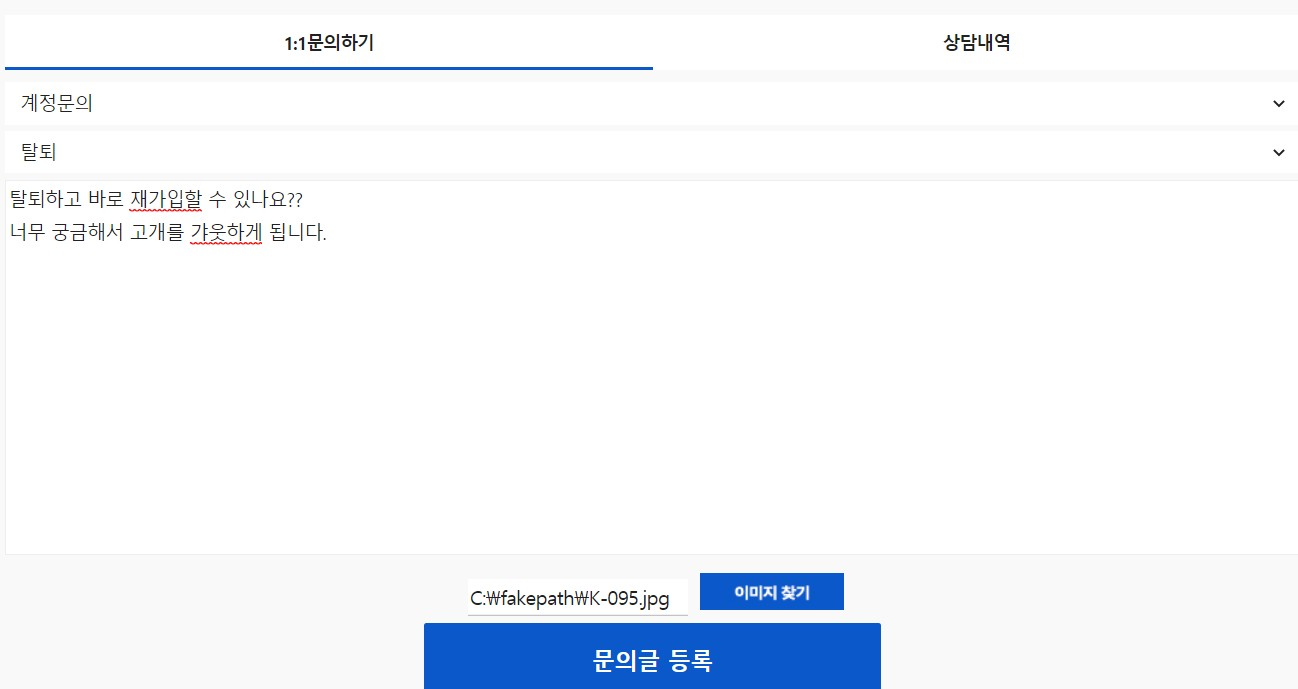 1:1문의하기
상담내역
계정문의
탈퇴
탈퇴하고 바로 재가입할 수 있나요??
너무 궁금해서 고개를 갸웃하게 됩니다.
C:₩fakepath₩K-095.jpg
이미지 찾기
문의글 등록